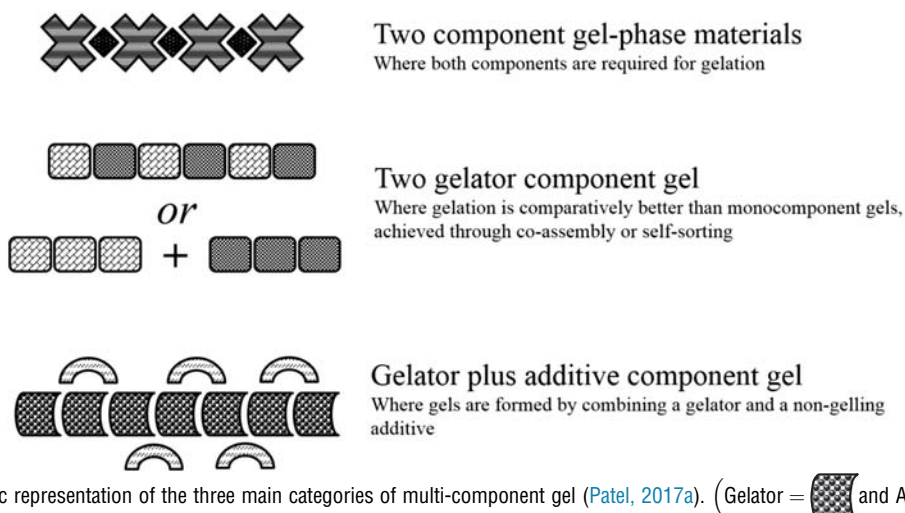 Two component gel-phase materials
Where both components are required for gelation
Two gelator component gel
Where gelation is comparatively better than monocomponent gels,
achieved through co-assembly or self-sorting
or
+
Gelator plus additive component gel
Where gels are formed by combining a gelator and a non-gelling
additive
c representation of the three main categories of multi-component gel (Patel, 2017a). (Gelator = and A